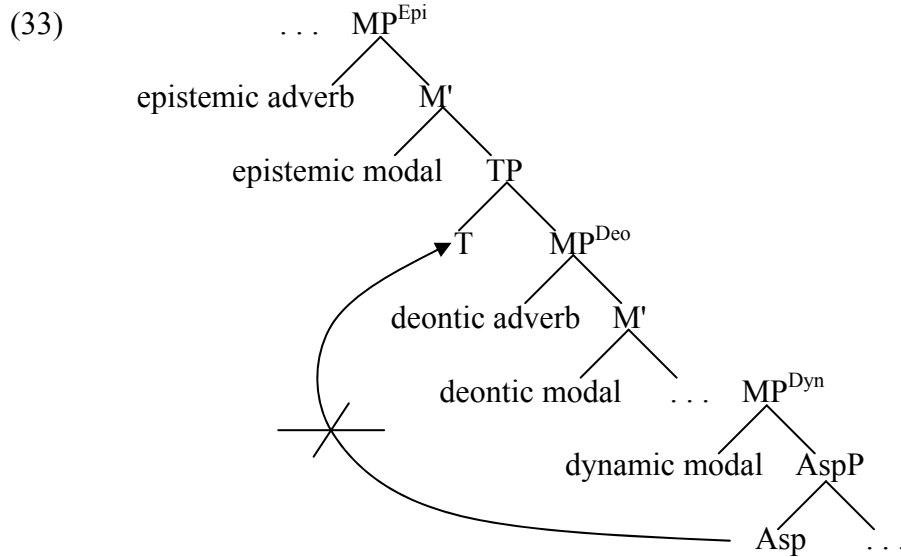 (33)
. . . MP^Epi
epistemic adverb M'
epistemic modal TP
T MP^Deo
deontic adverb M'
deontic modal . . . MP^Dyn
dynamic modal AspP
Asp . . .